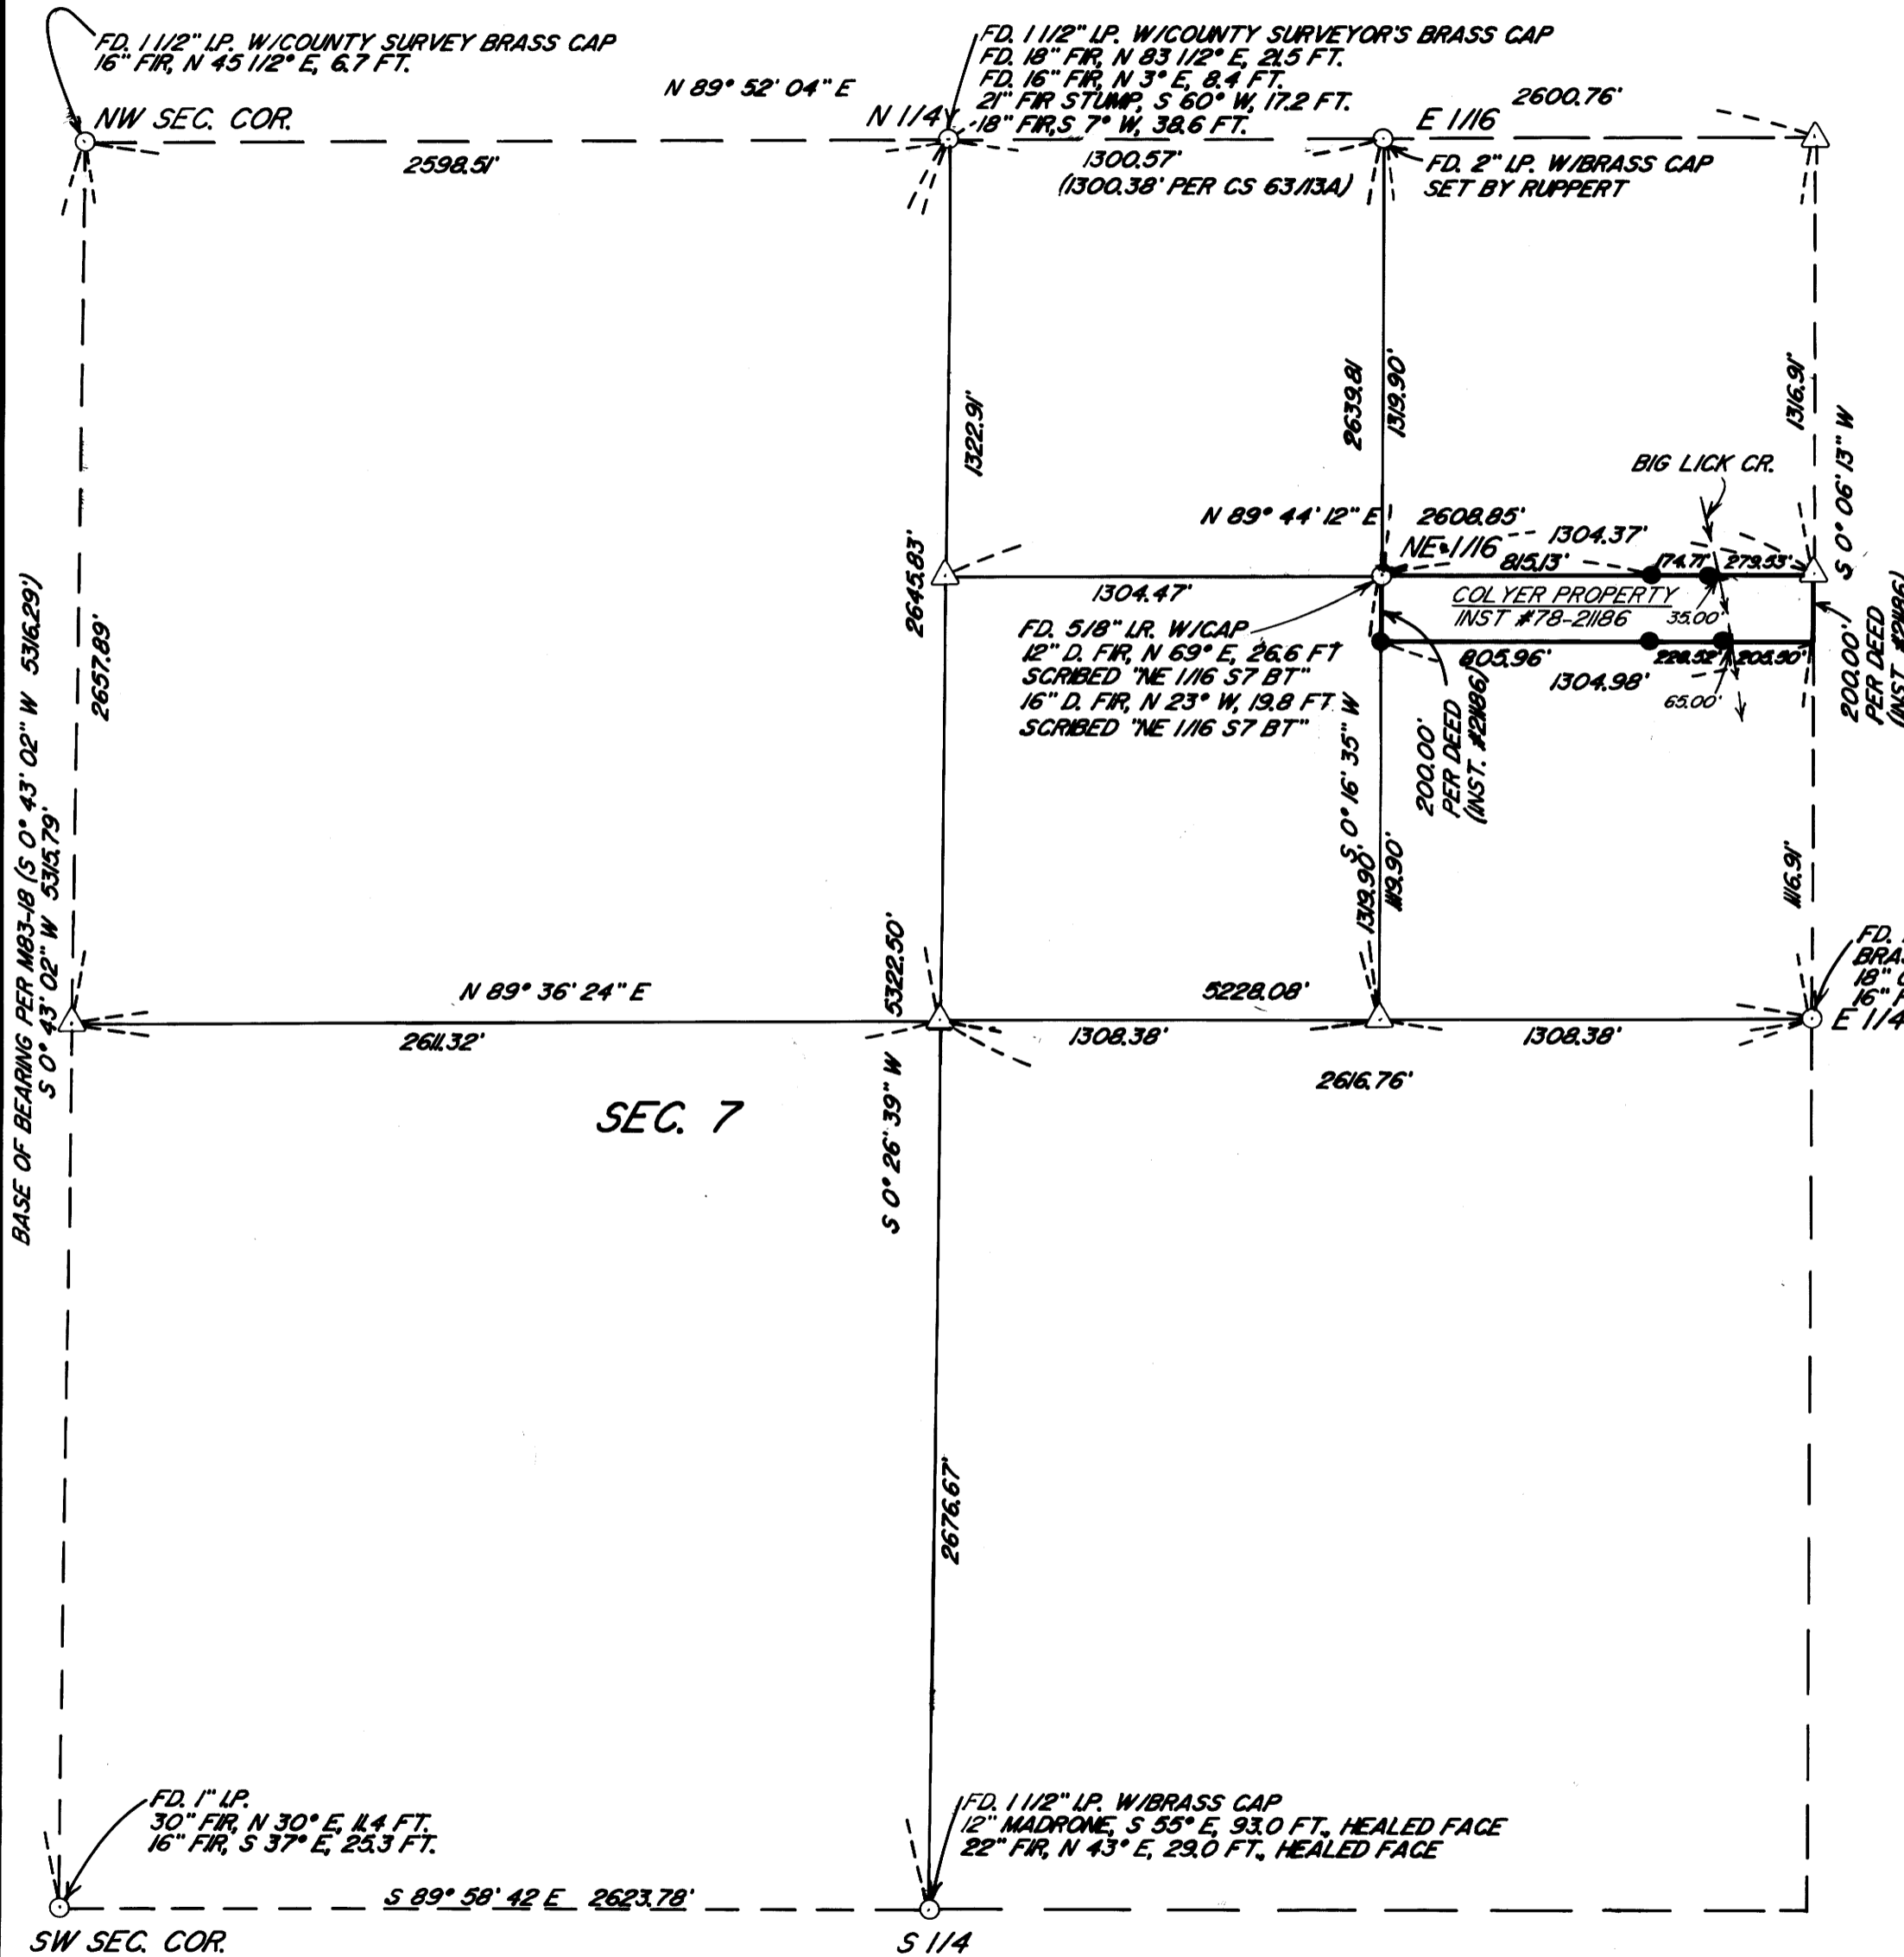 FD. 1 1/2" I.P. W/COUNTY SURVEY BRASS CAP
16" FIR, N 45 1/2° E, 6.7 FT.
NW SEC. COR.
N 89° 52' 04" E
2598.51'
N 1/4
FD. 1 1/2" I.P. W/COUNTY SURVEYOR'S BRASS CAP
FD. 18" FIR, N 83 1/2° E, 21.5 FT.
FD. 16" FIR, N 3° E, 8.4 FT.
21" FIR STUMP, S 60° W, 17.2 FT.
18" FIR, S 7° W, 38.6 FT.
2600.76'
E 1/16
1300.57'
(1300.38' PER CS 63/13A)
FD. 2" I.P. W/BRASS CAP
SET BY RUPPERT
1322.91'
2639.81
1319.90'
1316.91'
S 0° 06' 13" W
BIG LICK CR.
N 89° 44' 12" E
2608.85'
1304.37'
NE 1/16
815.13'
174.71'
279.53'
2645.83'
1304.47'
COLYER PROPERTY
INST #78-21186
35.00'
FD. 5/8" I.R. W/CAP
12" D. FIR, N 69° E, 26.6 FT
SCRIBED "NE 1/16 S7 BT"
16" D. FIR, N 23° W, 19.8 FT.
SCRIBED "NE 1/16 S7 BT"
805.96'
205.50'
1304.98'
65.00'
200.00'
PER DEED
(INST. #21186)
200.00'
PER DEED
(INST. #21186)
S 0° 16' 35" W
1319.90'
1119.90'
1116.91'
2657.89'
BASE OF BEARING PER M83-18 (S 0° 43' 02" W 5316.29')
S 0° 43' 02" W 5315.79'
N 89° 36' 24" E
2611.32'
5322.50'
S 0° 26' 39" W
5228.08'
1308.38'
1308.38'
2616.76'
FD.
BRAS
18"
16" F
E 1/4
SEC. 7
2676.67'
FD. 1" I.P.
30" FIR, N 30° E, 11.4 FT.
16" FIR, S 37° E, 25.3 FT.
FD. 1 1/2" I.P. W/BRASS CAP
12" MADRONE, S 55° E, 93.0 FT., HEALED FACE
22" FIR, N 43° E, 29.0 FT., HEALED FACE
S 89° 58' 42 E 2623.78'
SW SEC. COR.
S 1/4